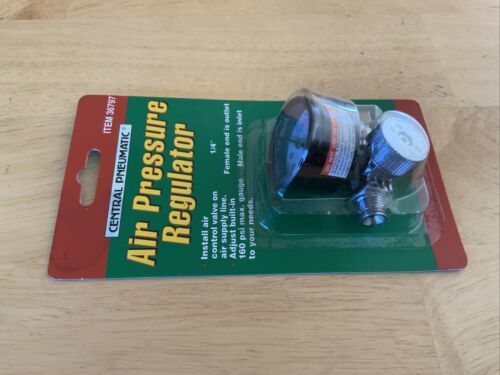 ITEM 36797
CENTRAL PNEUMATIC®
Air Pressure
Regulator
1/4"
Female end is outlet
Male end is inlet
• Install air
control valve on
air supply line.
• Adjust built-in
160 psi max. gauge
to your needs.